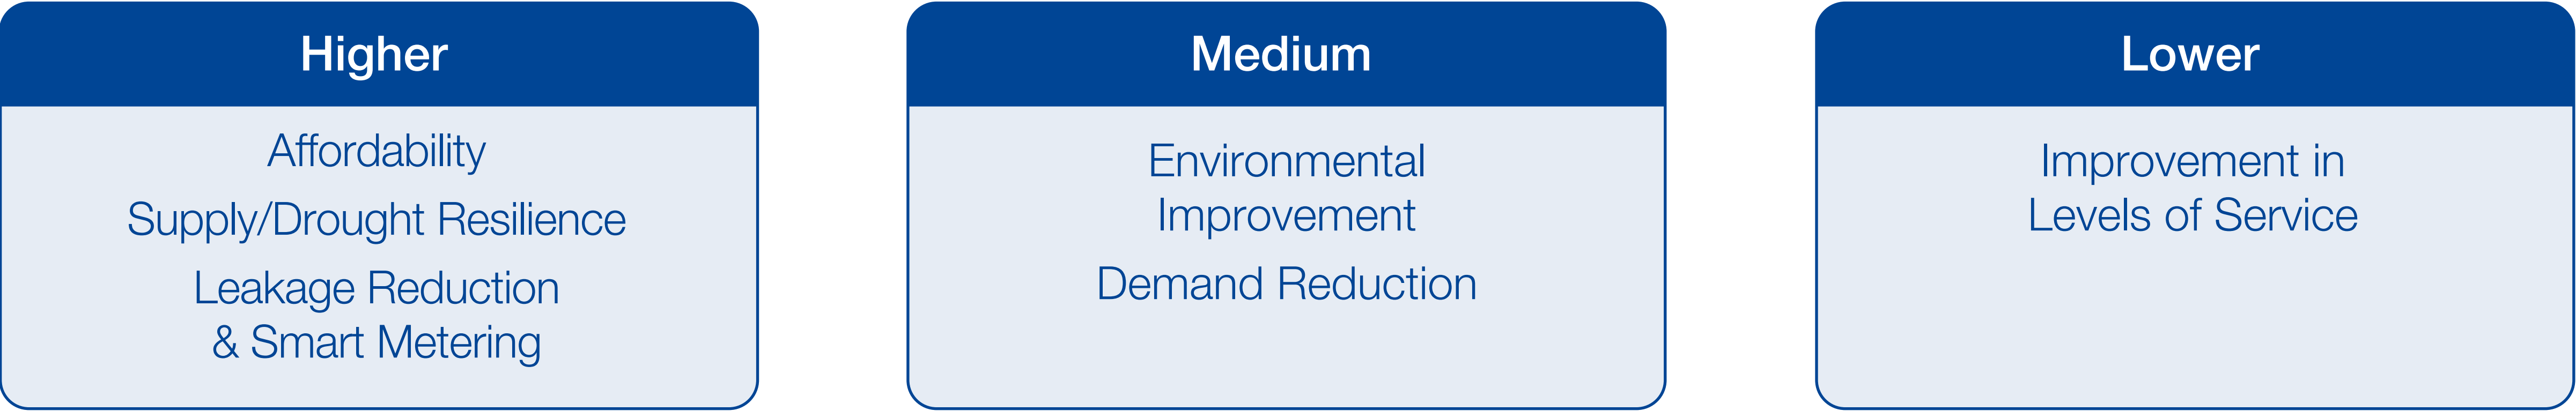 Higher
Affordability
Supply/Drought Resilience
Leakage Reduction
& Smart Metering
Medium
Environmental
Improvement
Demand Reduction
Lower
Improvement in
Levels of Service